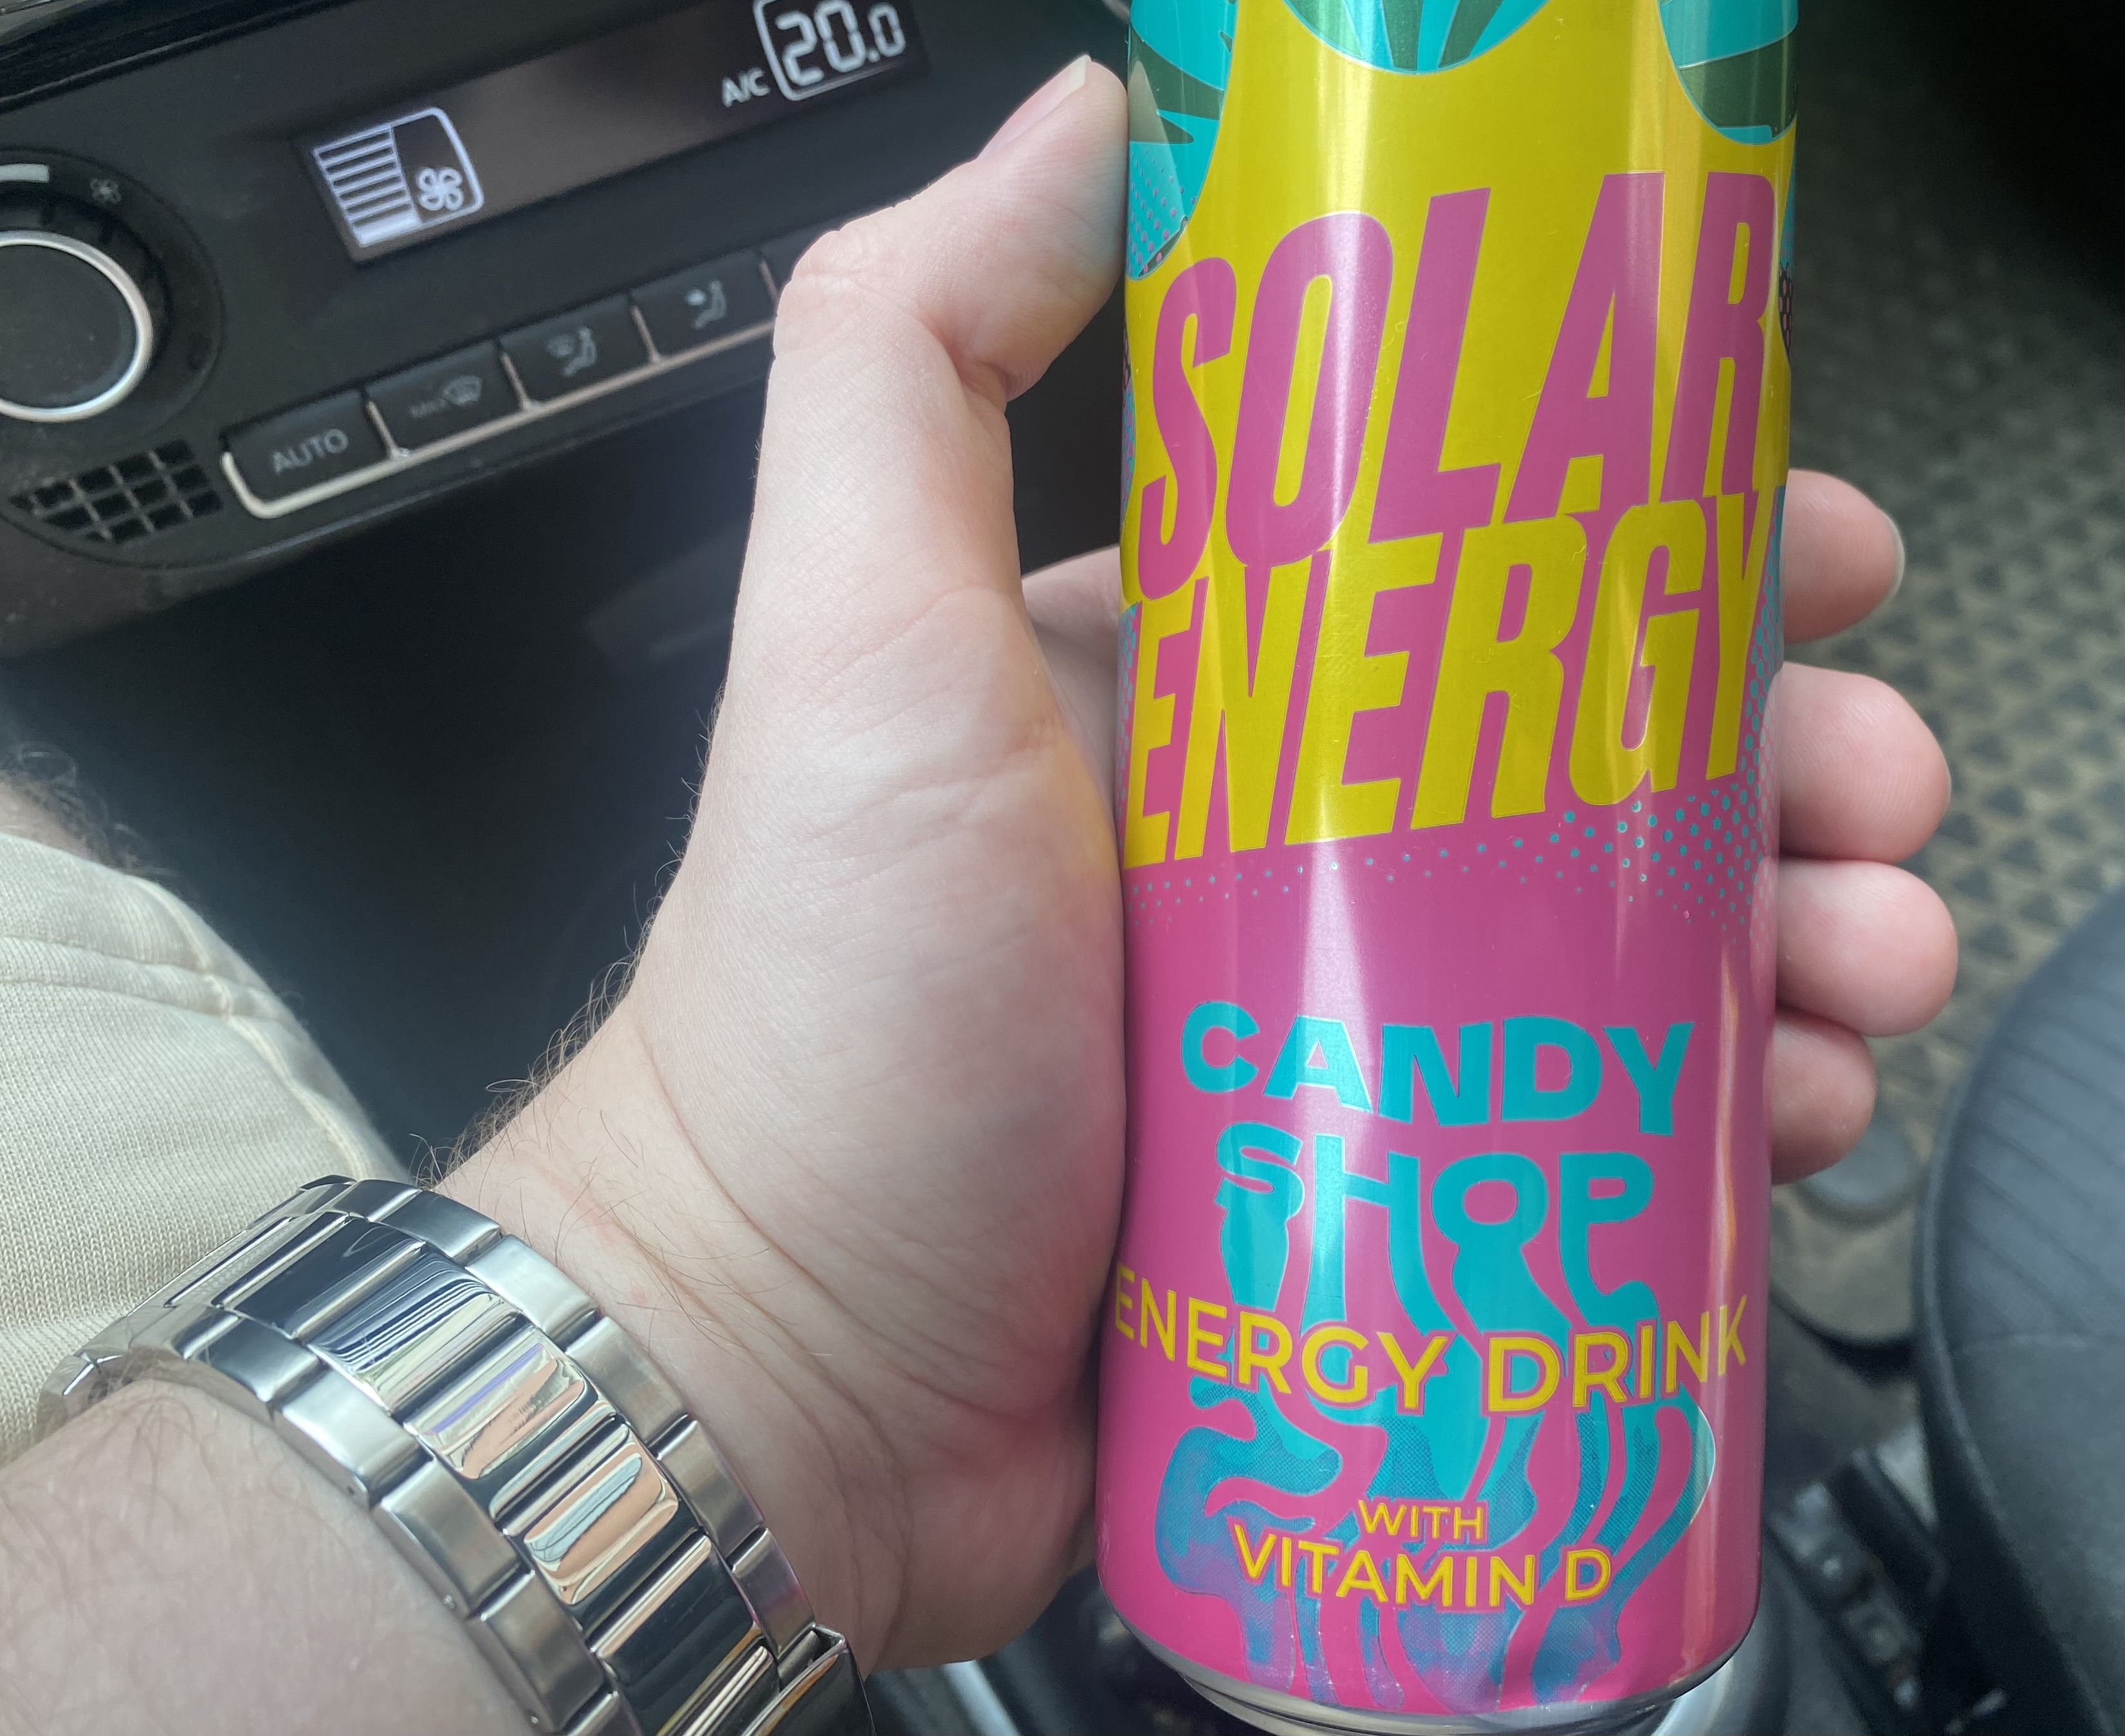 A/C 20.0
AUTO
SOLAR
ENERGY
CANDY
SHOP
ENERGY DRINK
WITH
VITAMIN D